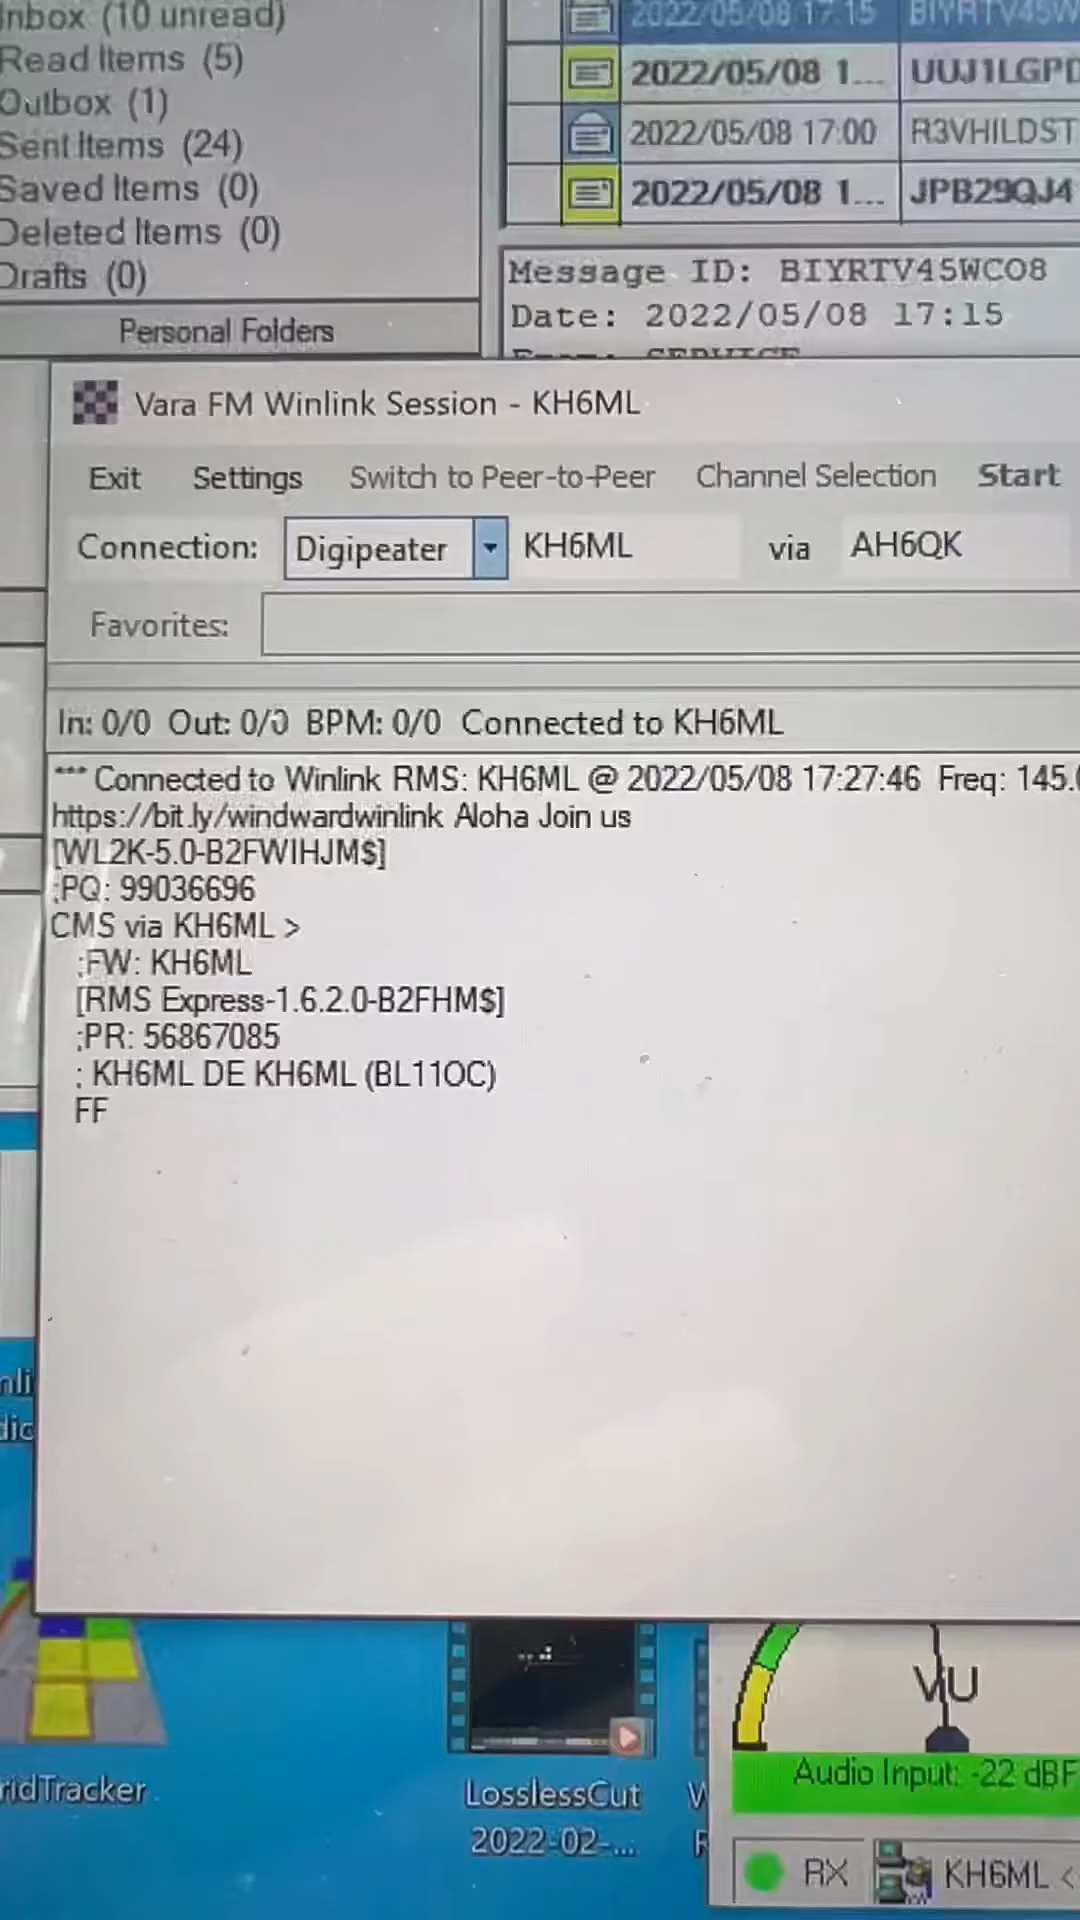 Inbox (10 unread)
Read Items (5)
Outbox (1)
Sent Items (24)
Saved Items (0)
Deleted Items (0)
Drafts (0)
Personal Folders
2022/05/08 17:15 BIYRTV45W
2022/05/08 1... UUJ1LGPD
2022/05/08 17:00 R3VHILDST
2022/05/08 1... JPB29QJ4
Message ID: BIYRTV45WCO8
Date: 2022/05/08 17:15
From: SERVICE
Vara FM Winlink Session - KH6ML
Exit Settings Switch to Peer-to-Peer Channel Selection Start
Connection: Digipeater KH6ML via AH6QK
Favorites:
In: 0/0 Out: 0/0 BPM: 0/0 Connected to KH6ML
*** Connected to Winlink RMS: KH6ML @ 2022/05/08 17:27:46 Freq: 145.
https://bit.ly/windwardwinlink Aloha Join us
[WL2K-5.0-B2FWIHJM$]
;PQ: 99036696
CMS via KH6ML >
;FW: KH6ML
[RMS Express-1.6.2.0-B2FHM$]
;PR: 56867085
; KH6ML DE KH6ML (BL11OC)
FF
nli
dic
ridTracker
LosslessCut
2022-02-...
VU
Audio Input: -22 dBF
RX KH6ML <